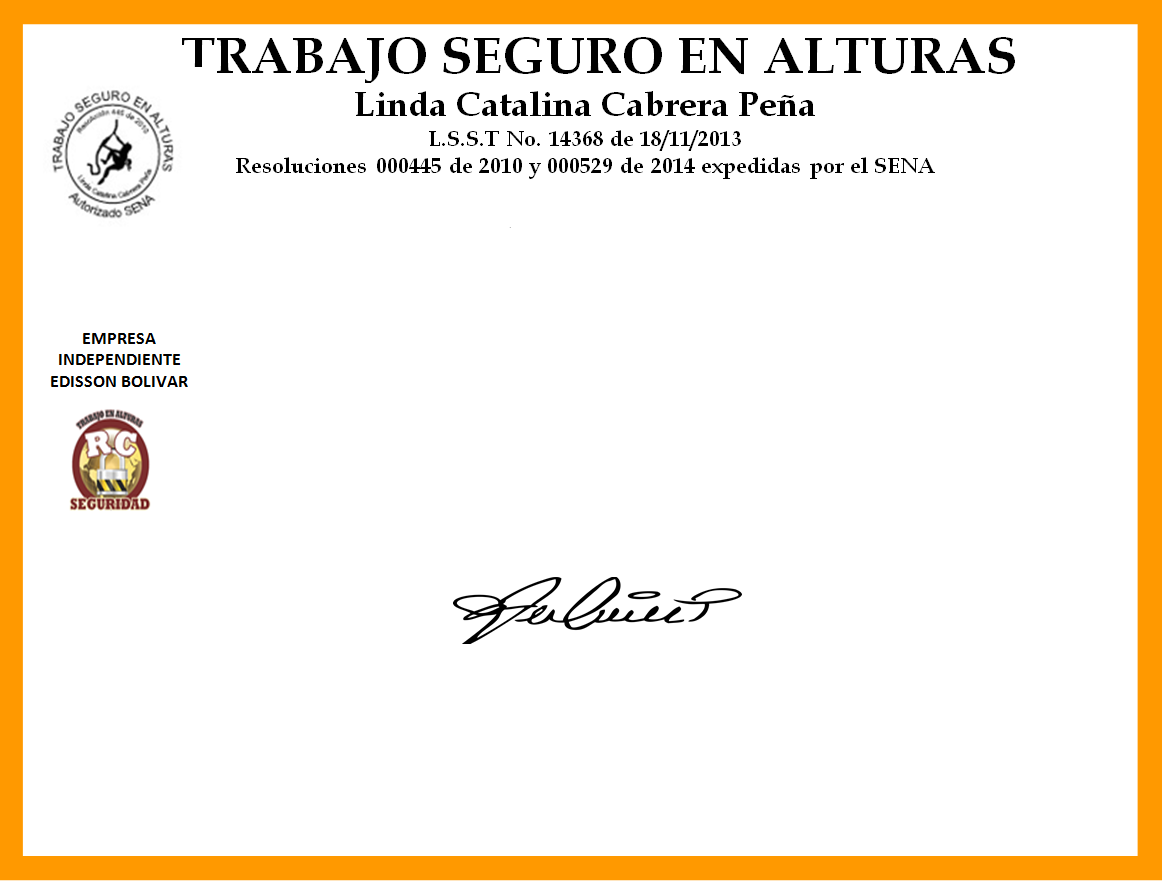 TRABAJO SEGURO EN ALTURAS
Linda Catalina Cabrera Peña
L.S.S.T No. 14368 de 18/11/2013
Resoluciones 000445 de 2010 y 000529 de 2014 expedidas por el SENA
TRABAJO SEGURO EN ALTURAS
Resolución 445 de 2010
Linda Catalina Cabrera Peña
Autorizado SENA
EMPRESA
INDEPENDIENTE
EDISSON BOLIVAR
TRABAJO EN ALTURAS
RC
SEGURIDAD